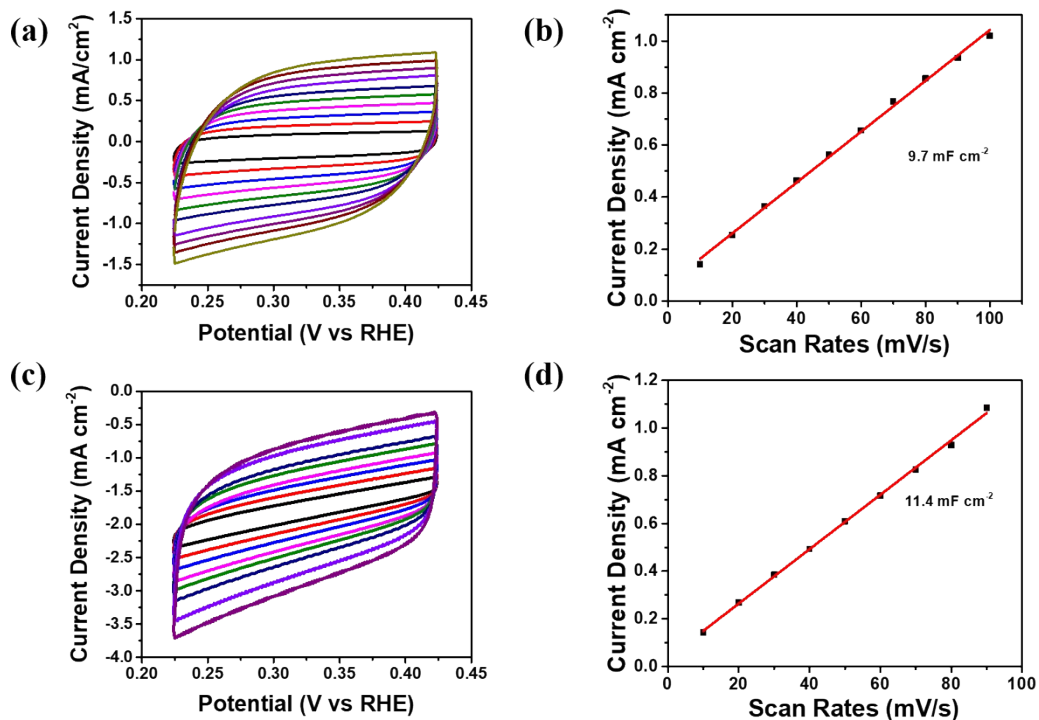 (a)
Current Density (mA/cm²)
1.5
1.0
0.5
0.0
-0.5
-1.0
-1.5
0.20 0.25 0.30 0.35 0.40 0.45
Potential (V vs RHE)
(b)
Current Density (mA cm⁻²)
1.2
1.0
0.8
0.6
0.4
0.2
0.0
9.7 mF cm⁻²
20 40 60 80 100
Scan Rates (mV/s)
(c)
Current Density (mA cm⁻²)
0.0
-0.5
-1.0
-1.5
-2.0
-2.5
-3.0
-3.5
-4.0
0.20 0.25 0.30 0.35 0.40 0.45
Potential (V vs RHE)
(d)
Current Density (mA cm⁻²)
1.2
1.0
0.8
0.6
0.4
0.2
0.0
11.4 mF cm⁻²
20 40 60 80 100
Scan Rates (mV/s)